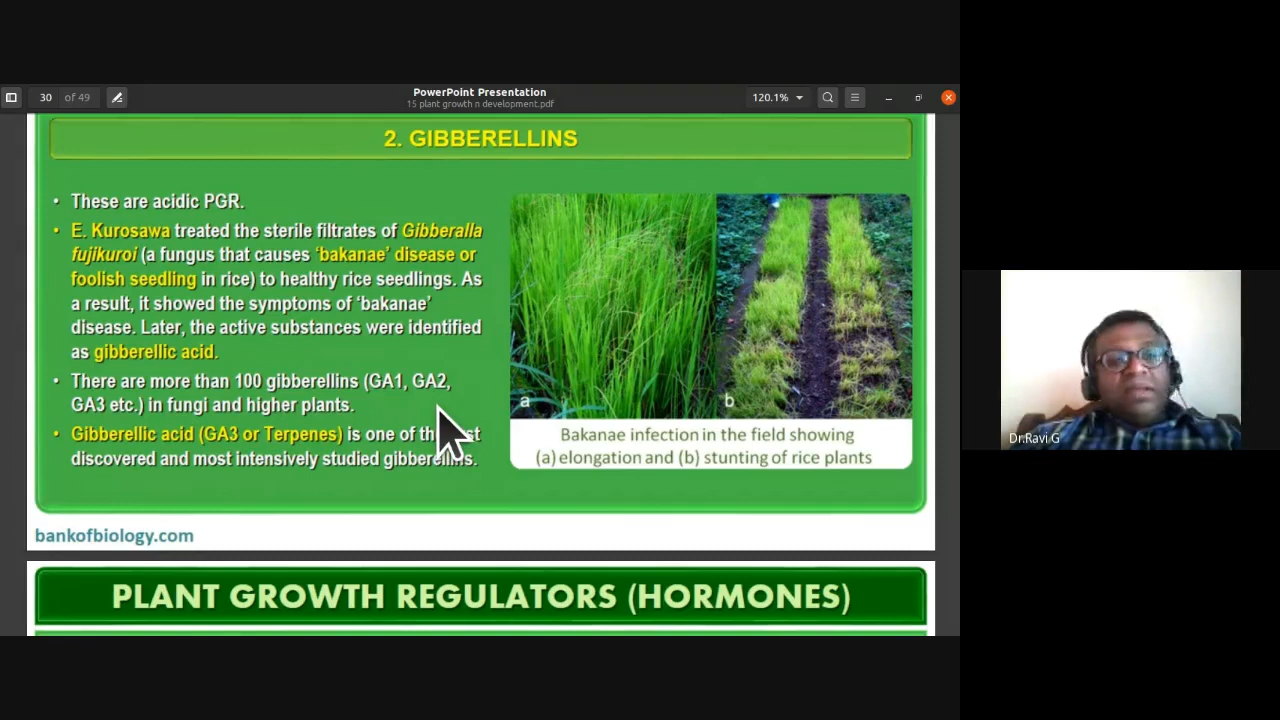 PowerPoint Presentation
30 of 49
15 plant growth n development.pdf
120.1%
2. GIBBERELLINS
• These are acidic PGR.
• E. Kurosawa treated the sterile filtrates of Gibberalla
fujikuroi (a fungus that causes ‘bakanae’ disease or
foolish seedling in rice) to healthy rice seedlings. As
a result, it showed the symptoms of ‘bakanae’
disease. Later, the active substances were identified
as gibberellic acid.
• There are more than 100 gibberellins (GA1, GA2,
GA3 etc.) in fungi and higher plants.
• Gibberellic acid (GA3 or Terpenes) is one of
discovered and most intensively studied gibberellins.
a
b
Bakanae infection in the field showing
(a) elongation and (b) stunting of rice plants
bankofbiology.com
PLANT GROWTH REGULATORS (HORMONES)
Dr.Ravi G